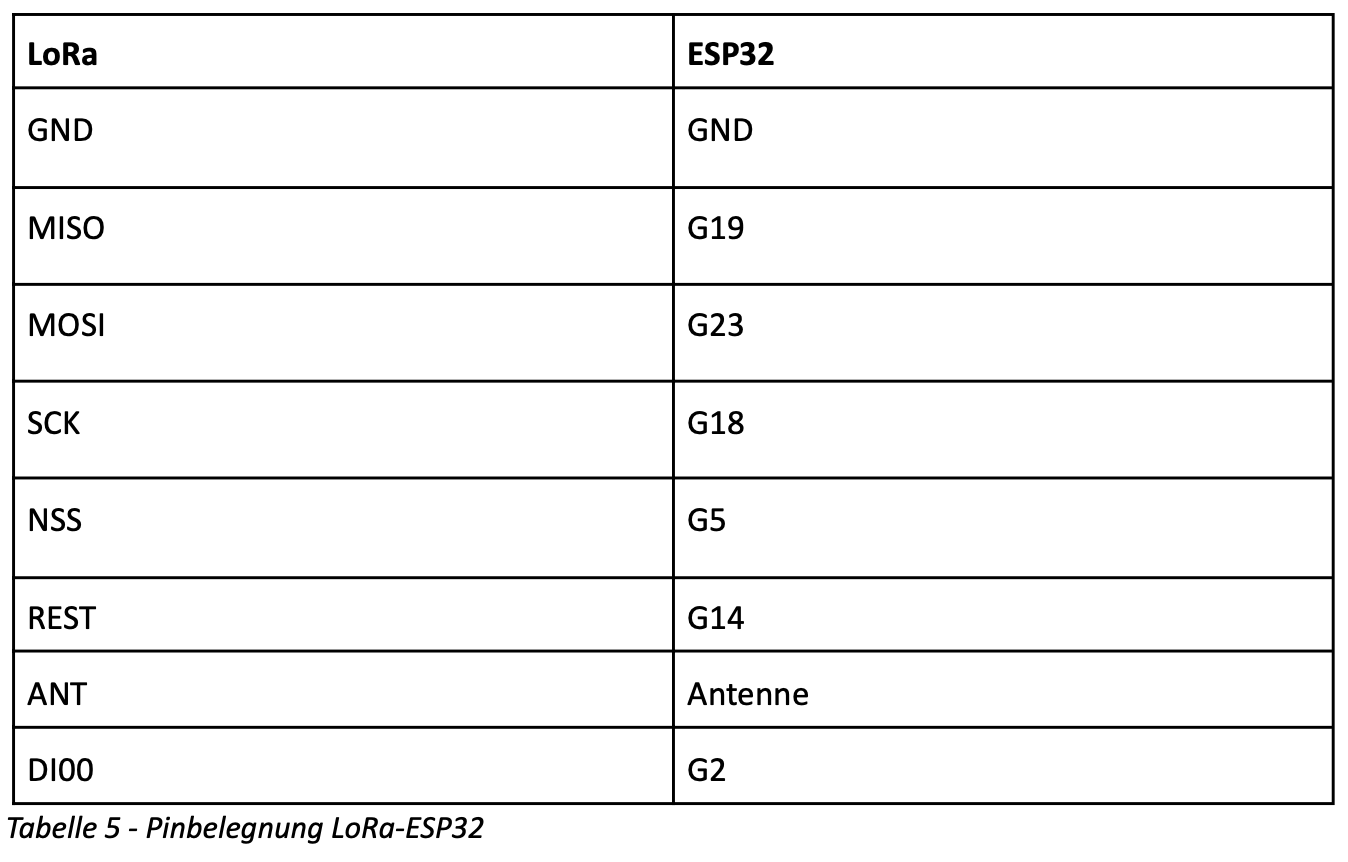 LoRa ESP32
GND GND
MISO G19
MOSI G23
SCK G18
NSS G5
REST G14
ANT Antenne
DI00 G2
Tabelle 5 - Pinbelegnung LoRa-ESP32